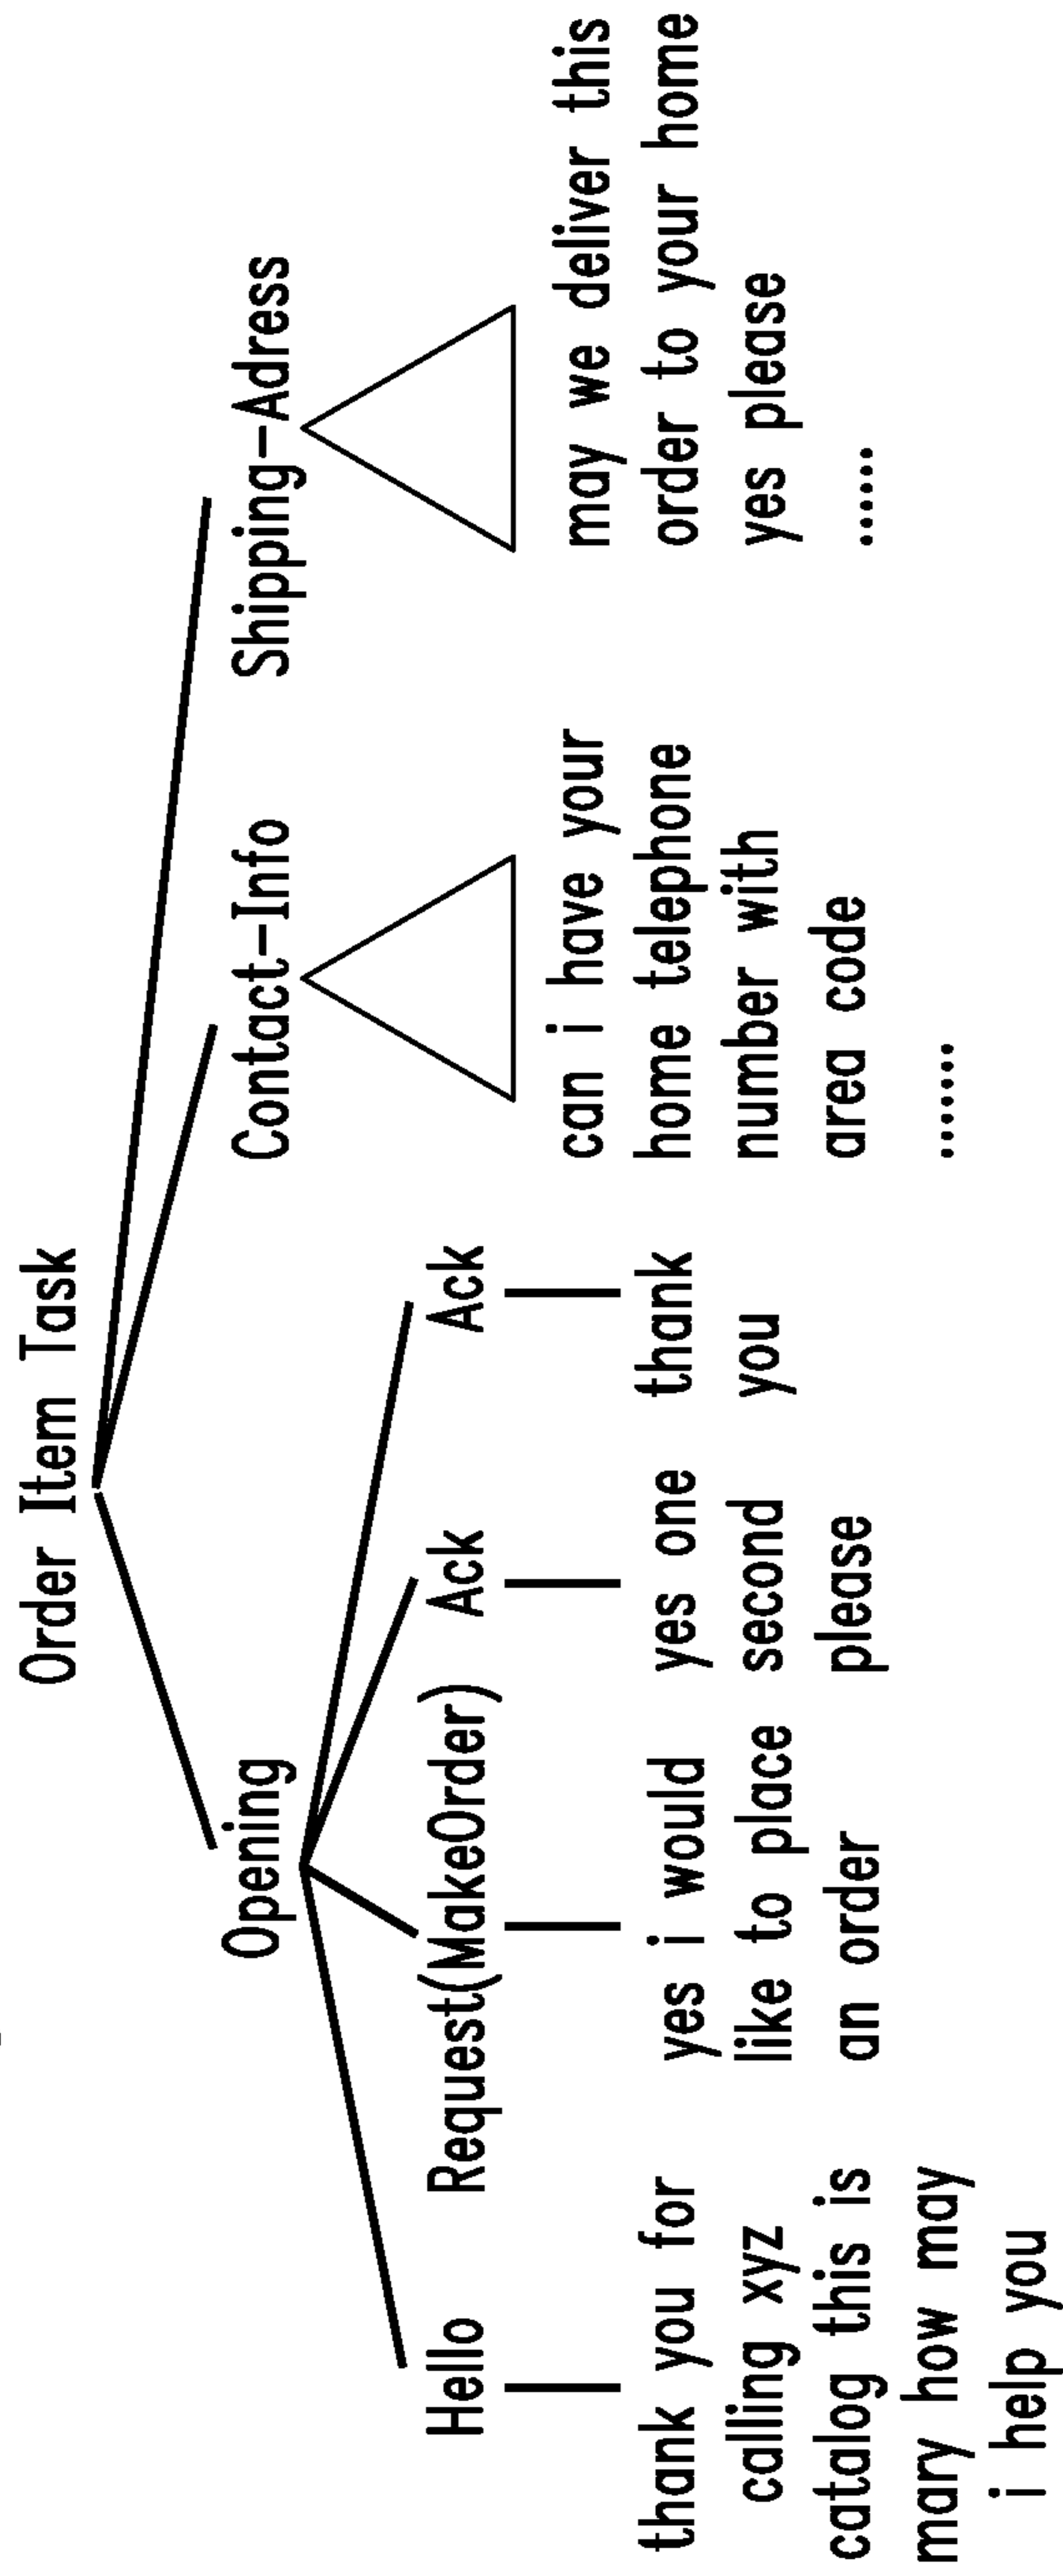 Order Item Task
Opening
Contact-Info
Shipping-Adress
Hello
Request(MakeOrder)
Ack
Ack
thank you for
calling xyz
catalog this is
mary how may
i help you
yes i would
like to place
an order
yes one
second
please
thank
you
can i have your
home telephone
number with
area code
.......
may we deliver this
order to your home
yes please
......